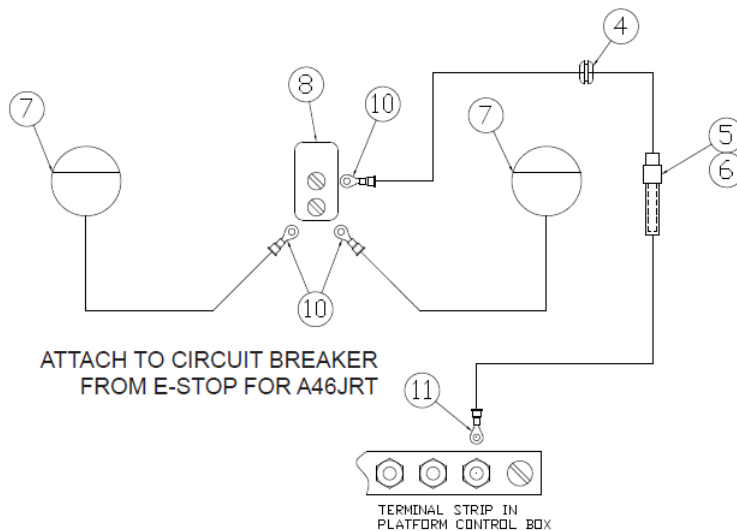 4
7
8
10
7
5
6
10
ATTACH TO CIRCUIT BREAKER
FROM E-STOP FOR A46JRT
11
TERMINAL STRIP IN
PLATFORM CONTROL BOX